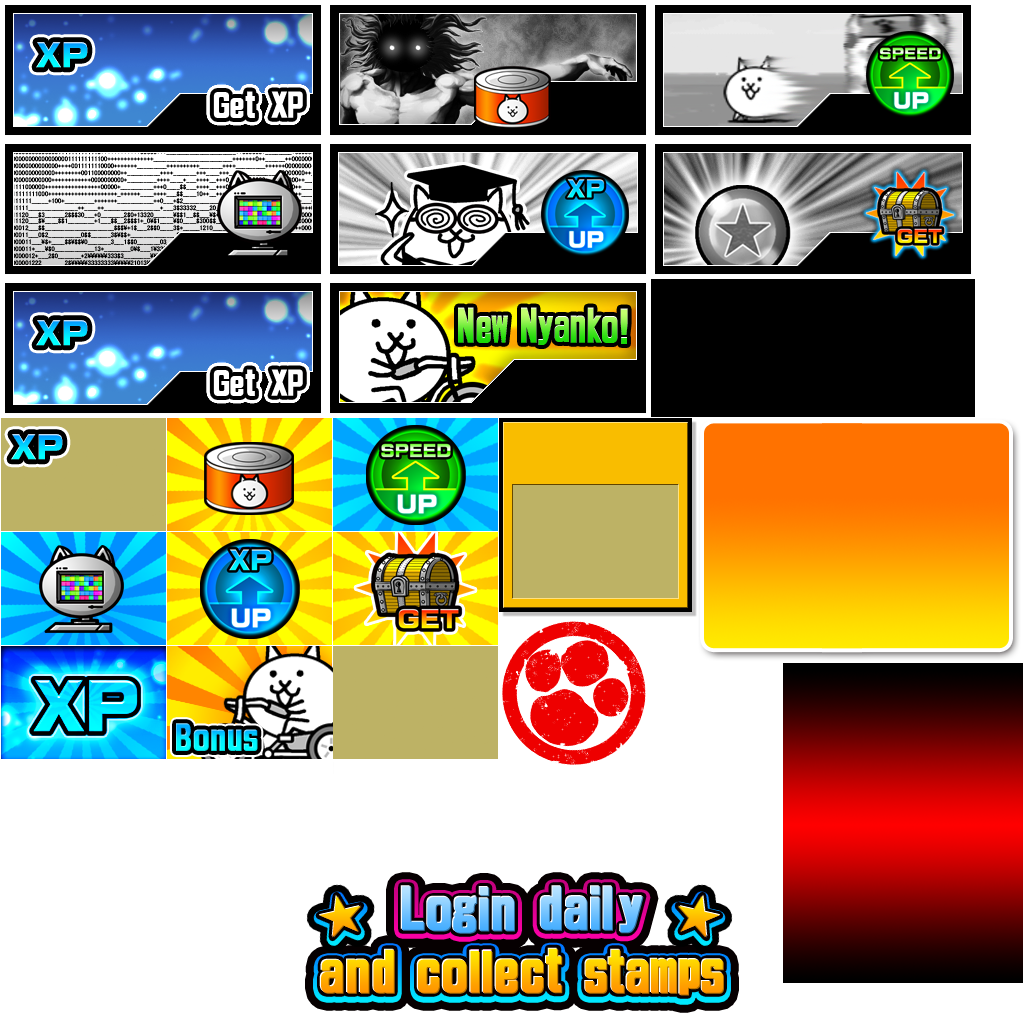 XP
Get XP
SPEED
UP
XP
UP
GET
XP
Get XP
New Nyanko!
XP
SPEED
UP
XP
UP
GET
XP
Bonus
Login daily
and collect stamps